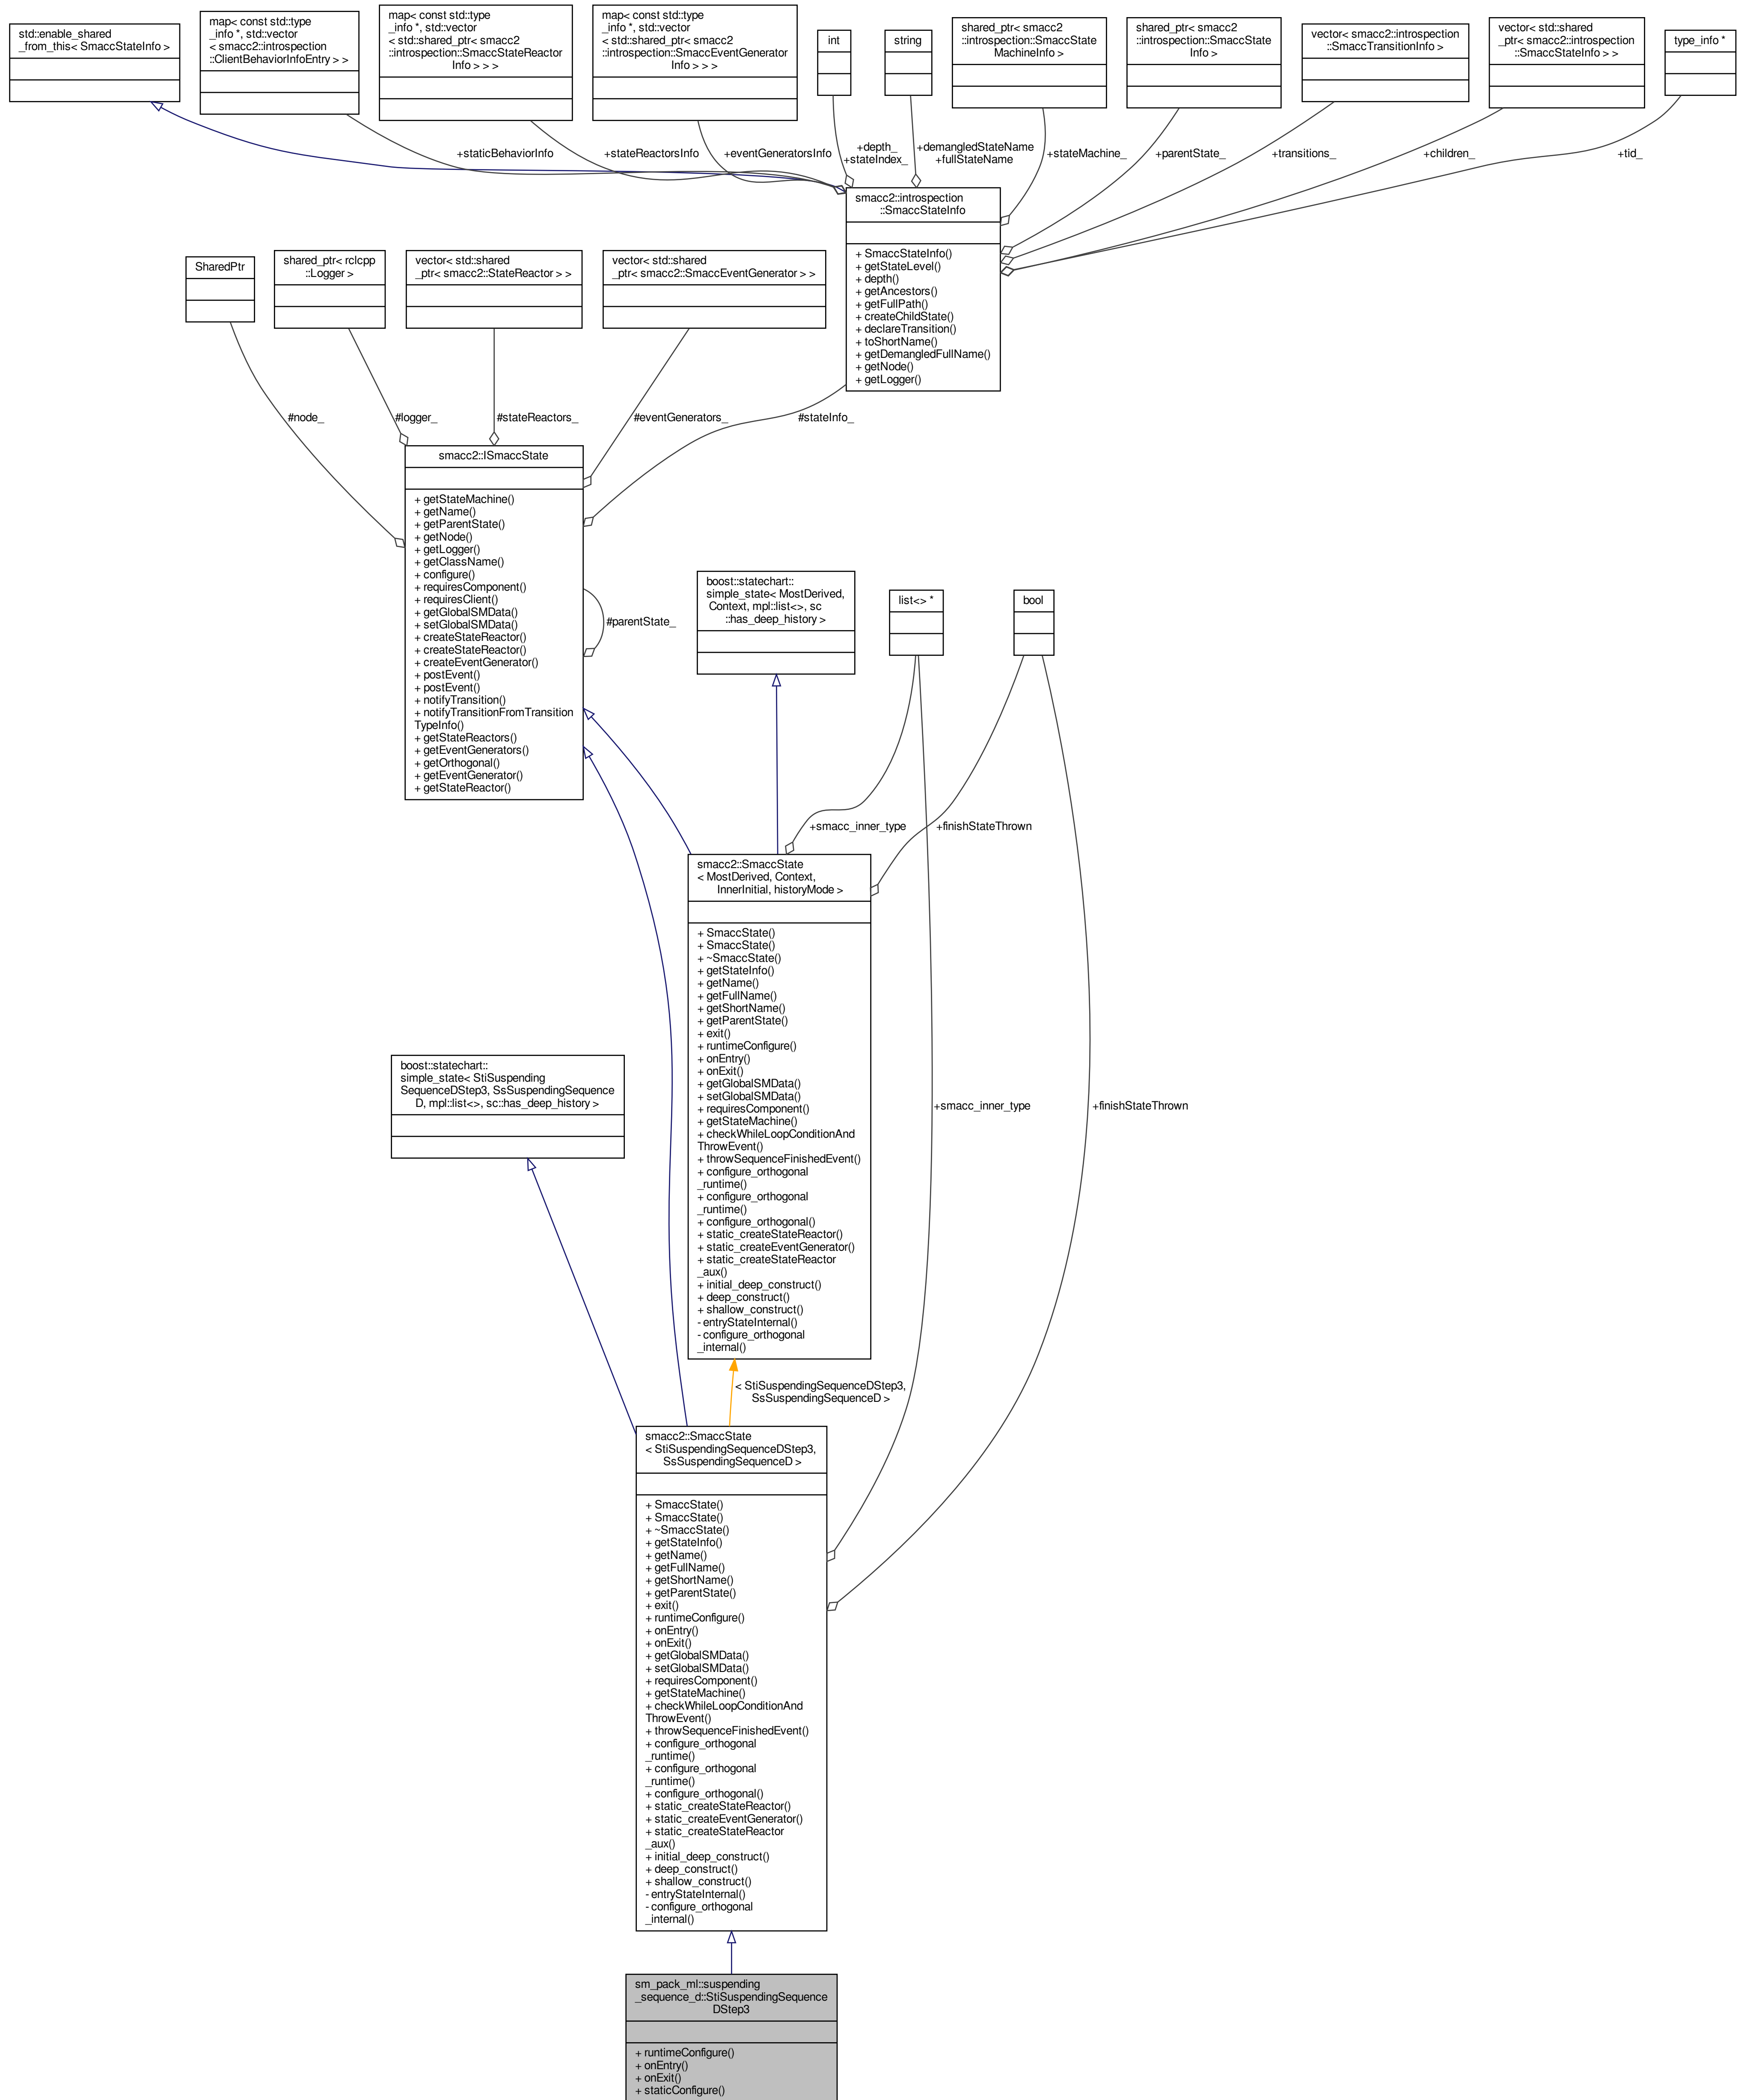 std::enable_shared
_from_this< SmaccStateInfo >
map< const std::type
_info *, std::vector
< smacc2::introspection
::ClientBehaviorInfoEntry > >
map< const std::type
_info *, std::vector
< std::shared_ptr< smacc2
::introspection::SmaccStateReactor
Info > > >
map< const std::type
_info *, std::vector
< std::shared_ptr< smacc2
::introspection::SmaccEventGenerator
Info > > >
int
string
shared_ptr< smacc2
::introspection::SmaccState
MachineInfo >
shared_ptr< smacc2
::introspection::SmaccState
Info >
vector< smacc2::introspection
::SmaccTransitionInfo >
vector< std::shared
_ptr< smacc2::introspection
::SmaccStateInfo > >
type_info *
+staticBehaviorInfo
+stateReactorsInfo
+eventGeneratorsInfo
+depth_
+stateIndex_
+demangledStateName
+fullStateName
+stateMachine_
+parentState_
+transitions_
+children_
+tid_
smacc2::introspection
::SmaccStateInfo
+ SmaccStateInfo()
+ getStateLevel()
+ depth()
+ getAncestors()
+ getFullPath()
+ createChildState()
+ declareTransition()
+ toShortName()
+ getDemangledFullName()
+ getNode()
+ getLogger()
SharedPtr
shared_ptr< rclcpp
::Logger >
vector< std::shared
_ptr< smacc2::StateReactor > >
vector< std::shared
_ptr< smacc2::SmaccEventGenerator > >
#node_
#logger_
#stateReactors_
#eventGenerators_
#stateInfo_
smacc2::ISmaccState
+ getStateMachine()
+ getName()
+ getParentState()
+ getNode()
+ getLogger()
+ getClassName()
+ configure()
+ requiresComponent()
+ requiresClient()
+ getGlobalSMData()
+ setGlobalSMData()
+ createStateReactor()
+ createStateReactor()
+ createEventGenerator()
+ postEvent()
+ postEvent()
+ notifyTransition()
+ notifyTransitionFromTransition
TypeInfo()
+ getStateReactors()
+ getEventGenerators()
+ getOrthogonal()
+ getEventGenerator()
+ getStateReactor()
#parentState_
boost::statechart::
simple_state< MostDerived,
Context, mpl::list<>, sc
::has_deep_history >
list<> *
bool
+smacc_inner_type
+finishStateThrown
smacc2::SmaccState
< MostDerived, Context,
InnerInitial, historyMode >
+ SmaccState()
+ SmaccState()
+ ~SmaccState()
+ getStateInfo()
+ getName()
+ getFullName()
+ getShortName()
+ getParentState()
+ exit()
+ runtimeConfigure()
+ onEntry()
+ onExit()
+ getGlobalSMData()
+ setGlobalSMData()
+ requiresComponent()
+ getStateMachine()
+ checkWhileLoopConditionAnd
ThrowEvent()
+ throwSequenceFinishedEvent()
+ configure_orthogonal
_runtime()
+ configure_orthogonal
_runtime()
+ configure_orthogonal()
+ static_createStateReactor()
+ static_createEventGenerator()
+ static_createStateReactor
_aux()
+ initial_deep_construct()
+ deep_construct()
+ shallow_construct()
- entryStateInternal()
- configure_orthogonal
_internal()
boost::statechart::
simple_state< StiSuspending
SequenceDStep3, SsSuspendingSequence
D, mpl::list<>, sc::has_deep_history >
+smacc_inner_type
+finishStateThrown
< StiSuspendingSequenceDStep3,
SsSuspendingSequenceD >
smacc2::SmaccState
< StiSuspendingSequenceDStep3,
SsSuspendingSequenceD >
+ SmaccState()
+ SmaccState()
+ ~SmaccState()
+ getStateInfo()
+ getName()
+ getFullName()
+ getShortName()
+ getParentState()
+ exit()
+ runtimeConfigure()
+ onEntry()
+ onExit()
+ getGlobalSMData()
+ setGlobalSMData()
+ requiresComponent()
+ getStateMachine()
+ checkWhileLoopConditionAnd
ThrowEvent()
+ throwSequenceFinishedEvent()
+ configure_orthogonal
_runtime()
+ configure_orthogonal
_runtime()
+ configure_orthogonal()
+ static_createStateReactor()
+ static_createEventGenerator()
+ static_createStateReactor
_aux()
+ initial_deep_construct()
+ deep_construct()
+ shallow_construct()
- entryStateInternal()
- configure_orthogonal
_internal()
sm_pack_ml::suspending
_sequence_d::StiSuspendingSequence
DStep3
+ runtimeConfigure()
+ onEntry()
+ onExit()
+ staticConfigure()